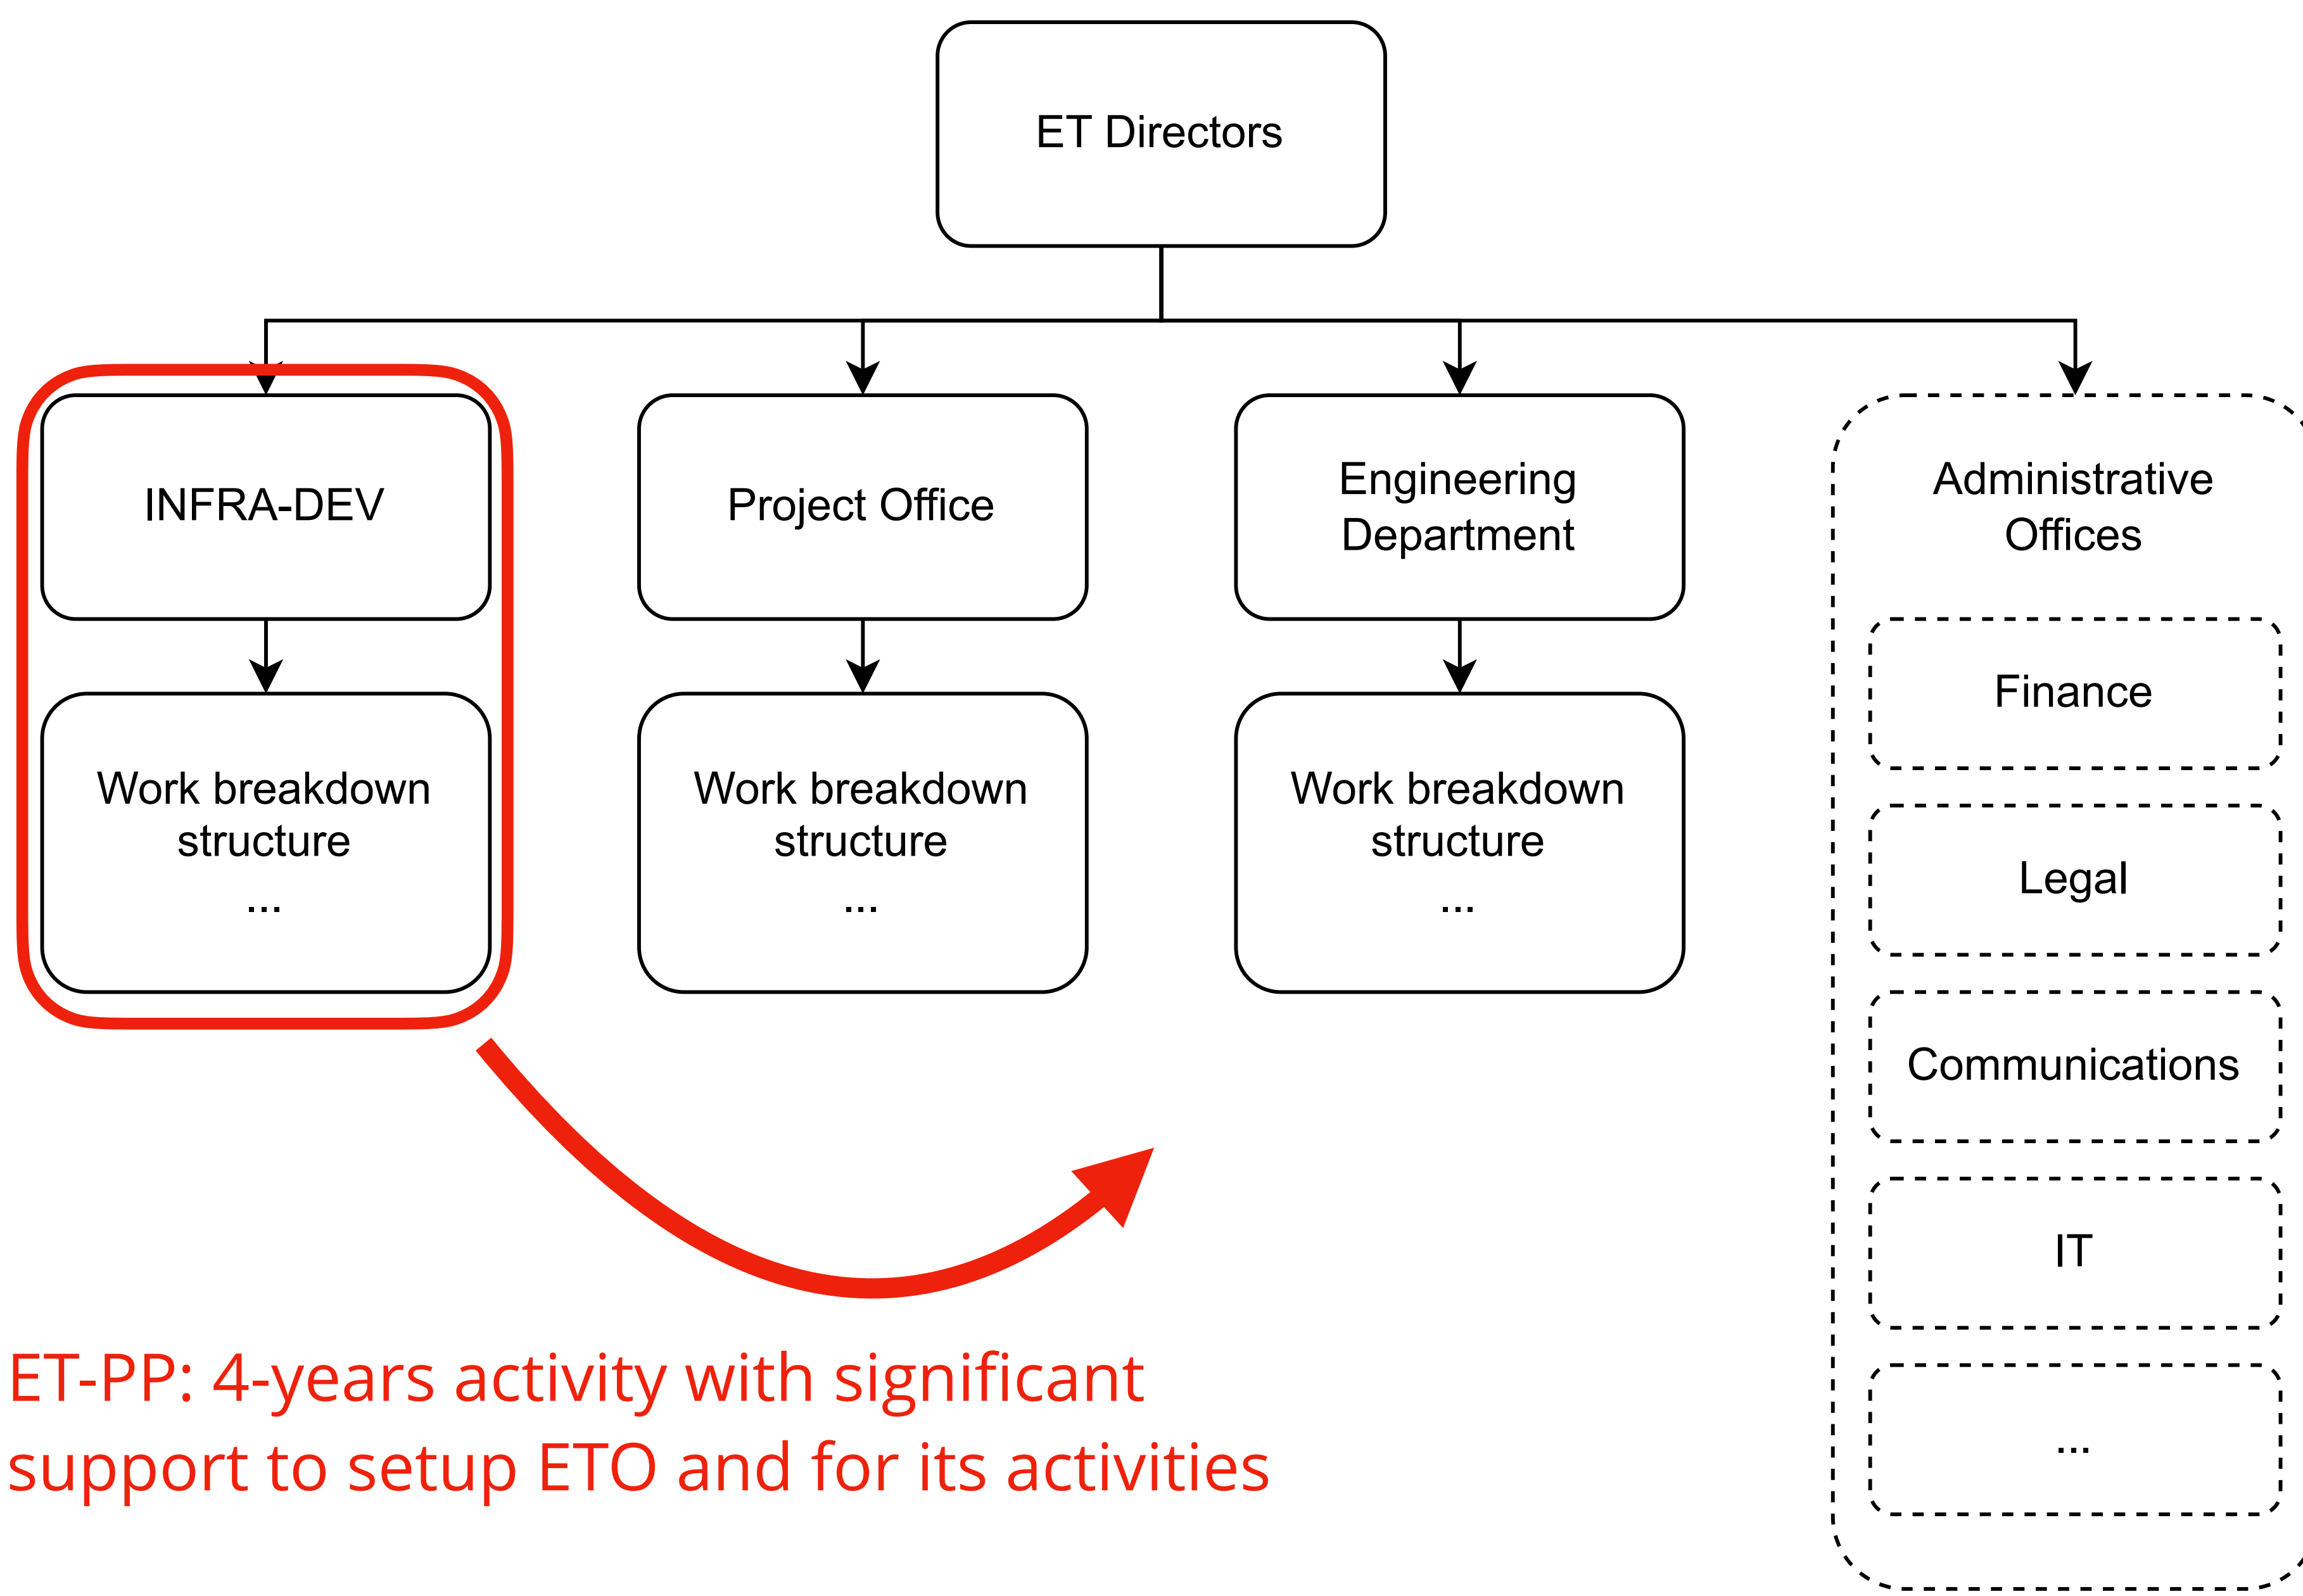 ET Directors
INFRA-DEV
Project Office
Engineering
Department
Administrative
Offices
Work breakdown
structure
...
Work breakdown
structure
...
Work breakdown
structure
...
Finance
Legal
Communications
IT
...
ET-PP: 4-years activity with significant
support to setup ETO and for its activities